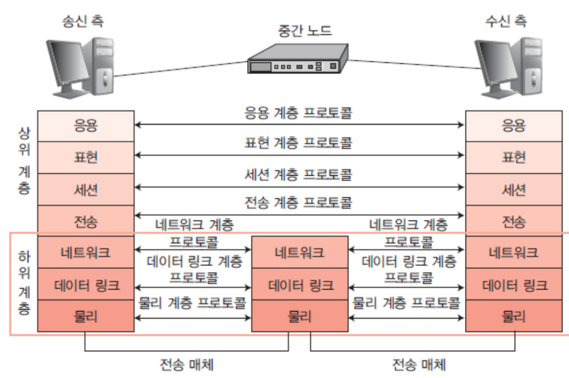 송신 측
중간 노드
수신 측
상위 계층
응용
응용 계층 프로토콜
응용
표현
표현 계층 프로토콜
표현
세션
세션 계층 프로토콜
세션
전송
전송 계층 프로토콜
전송
하위 계층
네트워크
네트워크 계층
프로토콜
네트워크
네트워크 계층
프로토콜
네트워크
데이터 링크
데이터 링크 계층
프로토콜
데이터 링크
데이터 링크 계층
프로토콜
데이터 링크
물리
물리 계층 프로토콜
물리
물리 계층 프로토콜
물리
전송 매체
전송 매체